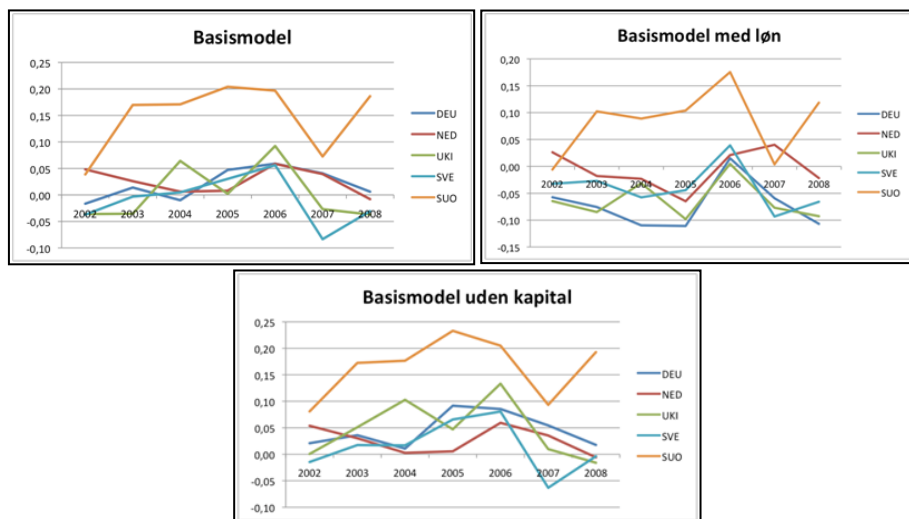 Basismodel
0,25
0,20
0,15
0,10
0,05
0,00
-0,05
-0,10
2002 2003 2004 2005 2006 2007 2008
DEU
NED
UKI
SVE
SUO
Basismodel med løn
0,20
0,15
0,10
0,05
0,00
-0,05
-0,10
-0,15
2002 2003 2004 2005 2006 2007 2008
DEU
NED
UKI
SVE
SUO
Basismodel uden kapital
0,25
0,20
0,15
0,10
0,05
0,00
-0,05
-0,10
2002 2003 2004 2005 2006 2007 2008
DEU
NED
UKI
SVE
SUO